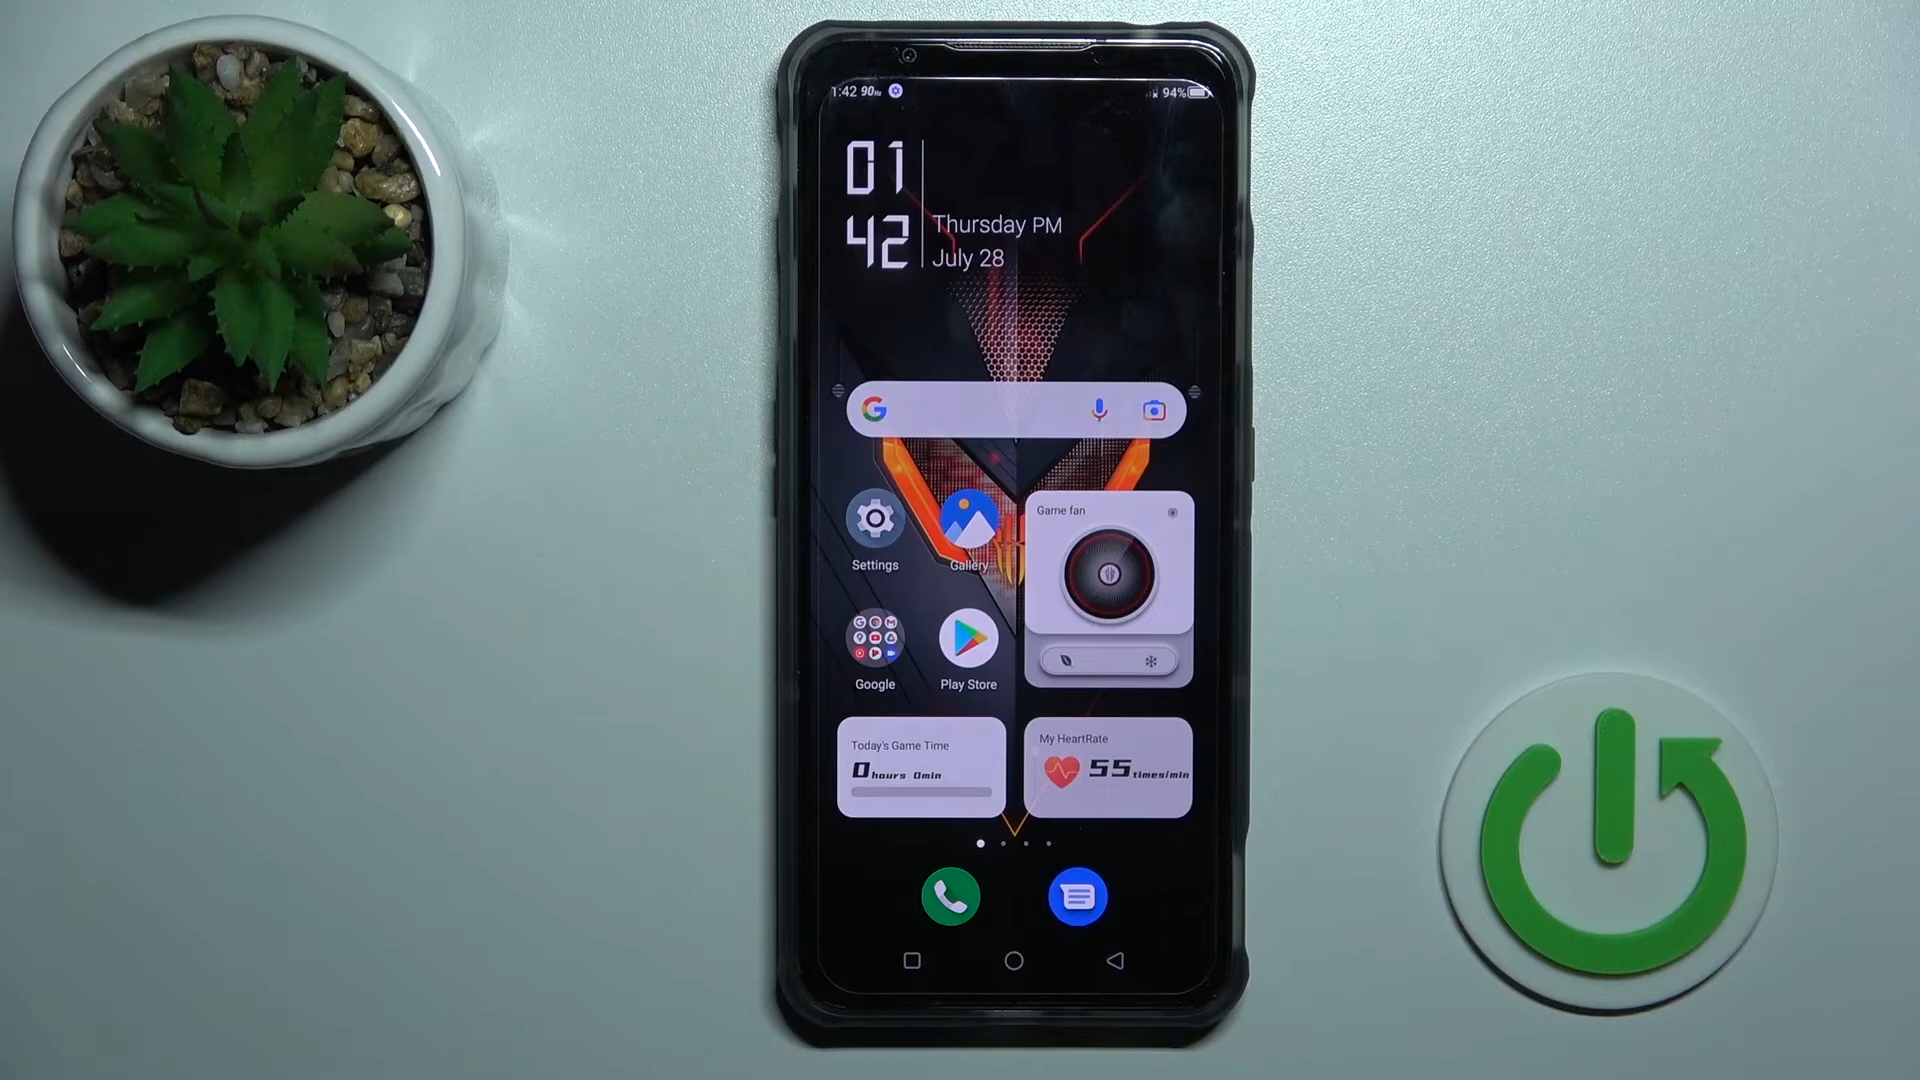 1:42 90Hz
94%
01
42
Thursday PM
July 28
G
Settings
Gallery
Game fan
Google
Play Store
Today's Game Time
0 hours 0min
My HeartRate
55 times/min